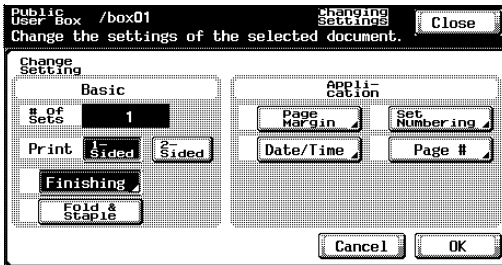 Public
User Box /box01
Changing
Settings
Close
Change the settings of the selected document.
Change
Setting
Basic
# of
Sets
1
Print
1-
Sided
2-
Sided
Finishing
Fold &
Staple
Appli-
cation
Page
Margin
Set
Numbering
Date/Time
Page #
Cancel
OK